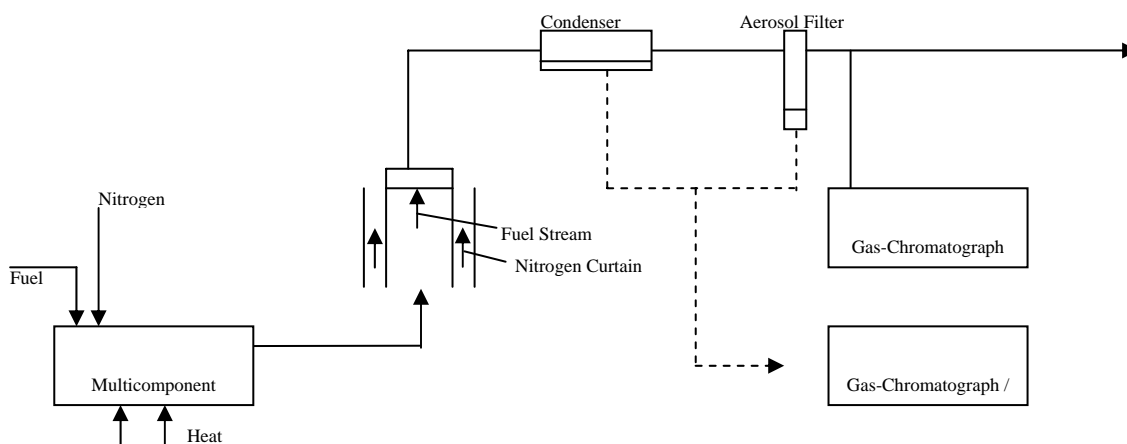 Condenser
Aerosol Filter
Nitrogen
Fuel Stream
Nitrogen Curtain
Gas-Chromatograph
Fuel
Multicomponent
Gas-Chromatograph /
Heat